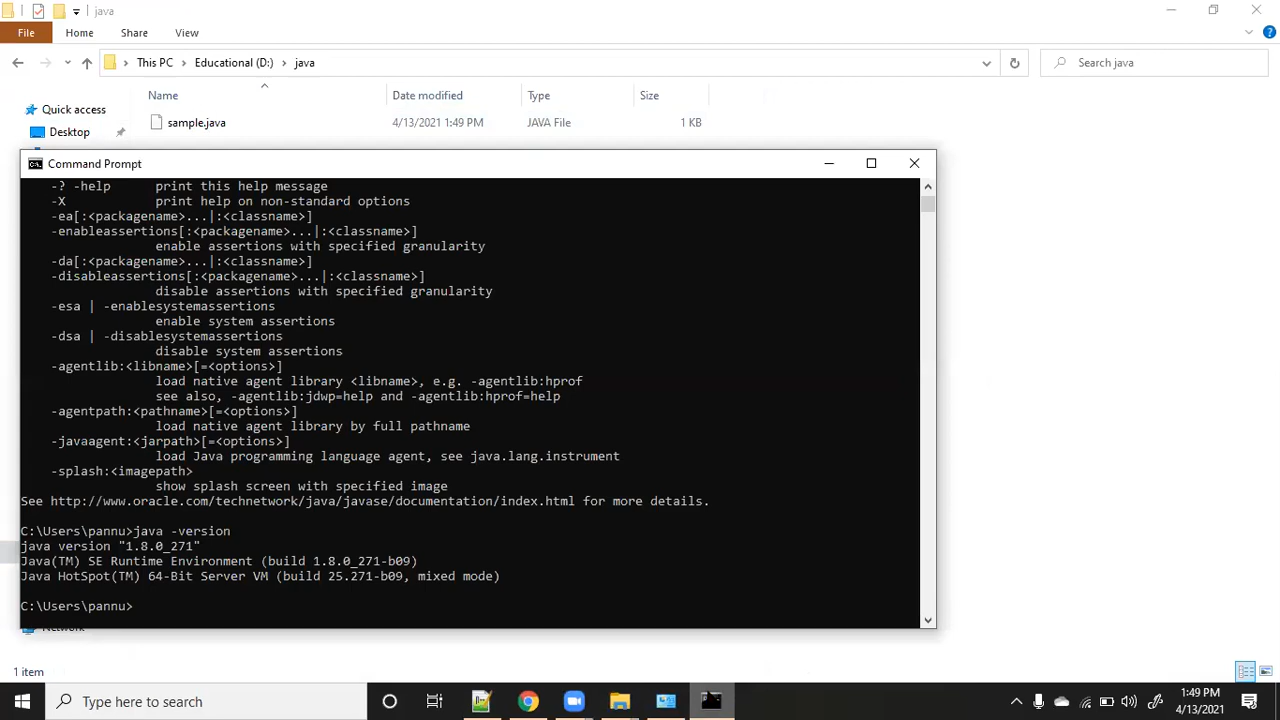 java
File Home Share View
This PC Educational (D:) java
Search java
Name Date modified Type Size
Quick access
sample.java 4/13/2021 1:49 PM JAVA File 1 KB
Desktop
Command Prompt
-? -help print this help message
-X print help on non-standard options
-ea[:<packagename>...|:<classname>]
-enableassertions[:<packagename>...|:<classname>]
enable assertions with specified granularity
-da[:<packagename>...|:<classname>]
-disableassertions[:<packagename>...|:<classname>]
disable assertions with specified granularity
-esa | -enablesystemassertions
enable system assertions
-dsa | -disablesystemassertions
disable system assertions
-agentlib:<libname>[=<options>]
load native agent library <libname>, e.g. -agentlib:hprof
see also, -agentlib:jdwp=help and -agentlib:hprof=help
-agentpath:<pathname>[=<options>]
load native agent library by full pathname
-javaagent:<jarpath>[=<options>]
load Java programming language agent, see java.lang.instrument
-splash:<imagepath>
show splash screen with specified image
See http://www.oracle.com/technetwork/java/javase/documentation/index.html for more details.
C:\Users\pannu>java -version
java version "1.8.0_271"
Java(TM) SE Runtime Environment (build 1.8.0_271-b09)
Java HotSpot(TM) 64-Bit Server VM (build 25.271-b09, mixed mode)
C:\Users\pannu>
Network
1 item
Type here to search
1:49 PM
4/13/2021